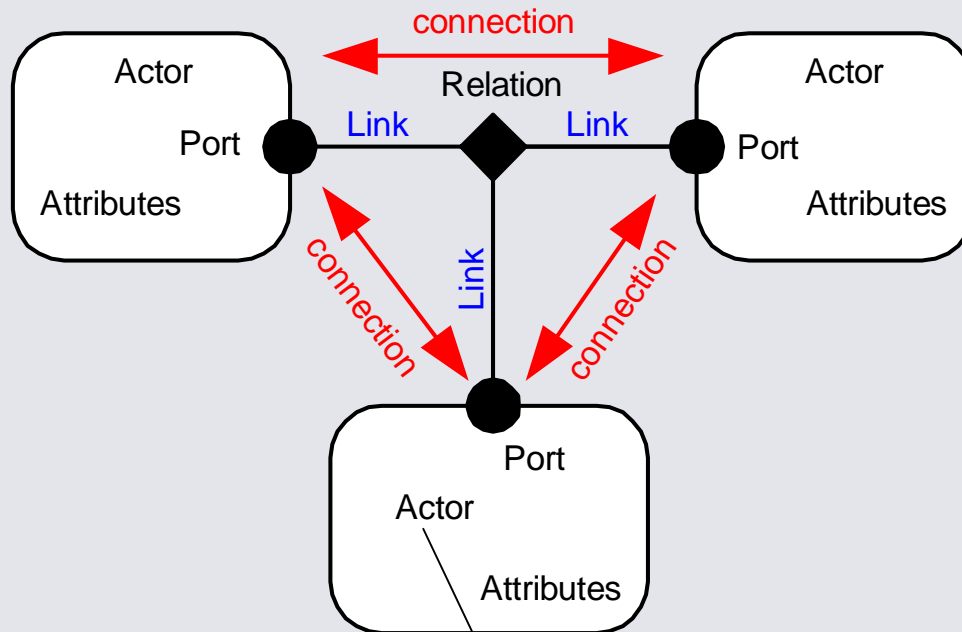 connection
Actor
Relation
Actor
Link
Link
Port
Port
Attributes
Attributes
connection
Link
connection
Port
Actor
Attributes